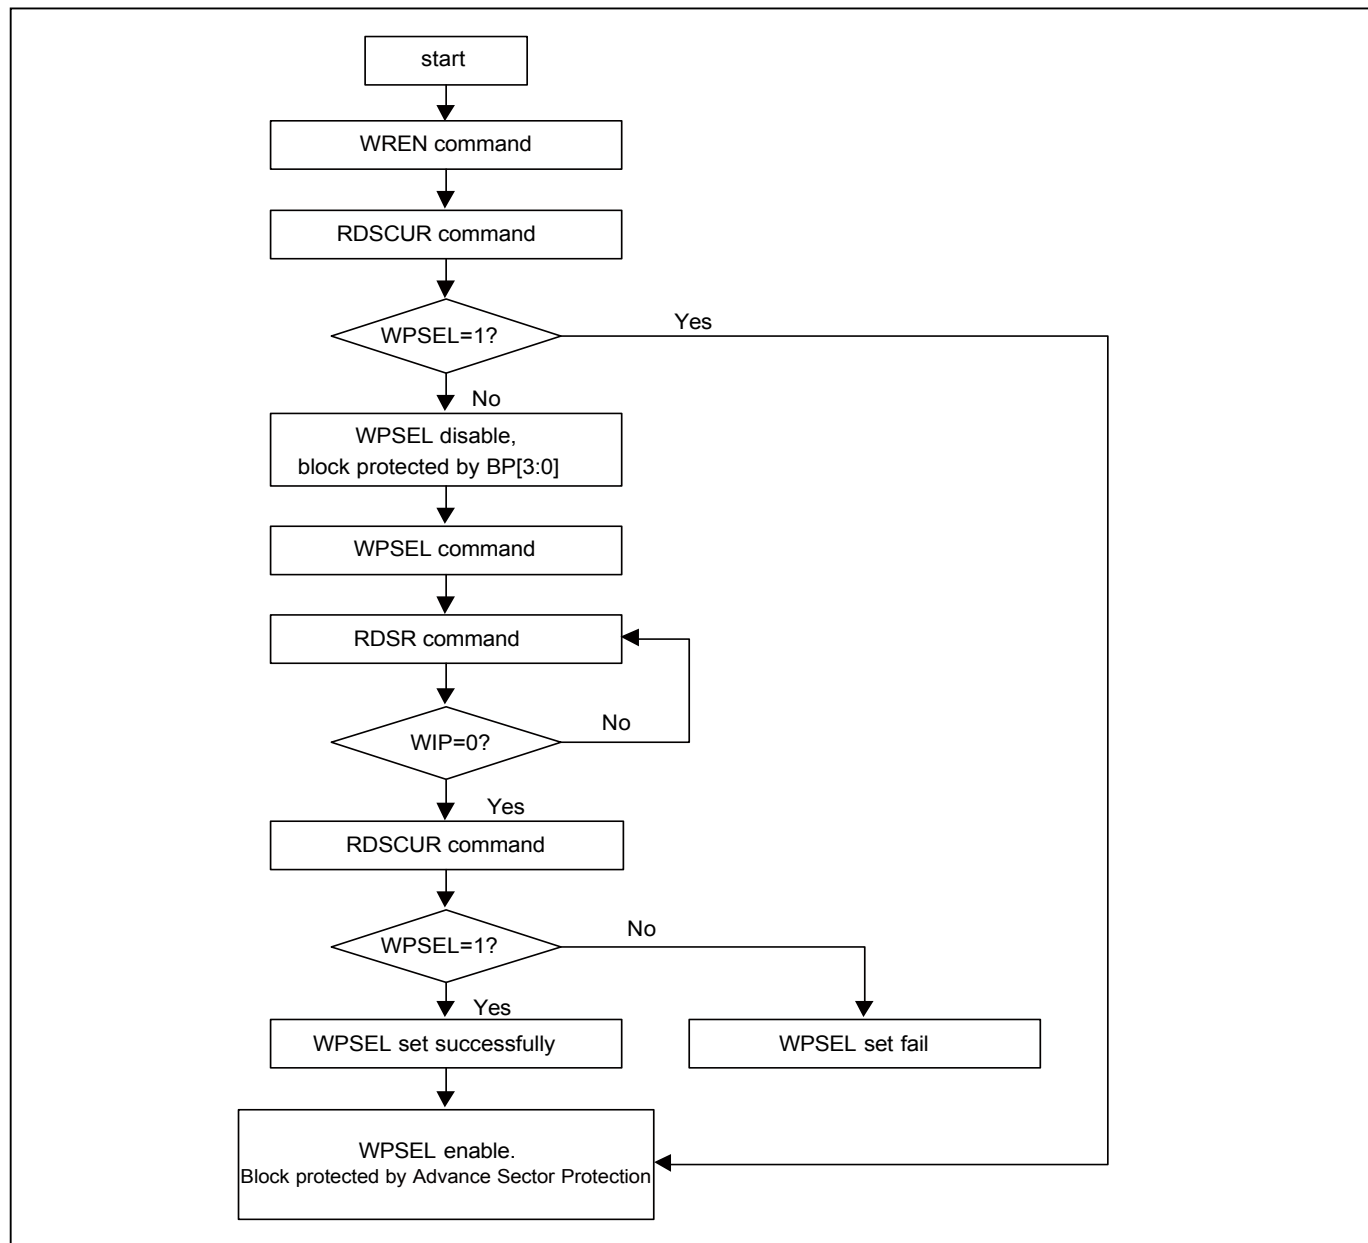 start
WREN command
RDSCUR command
WPSEL=1?
Yes
No
WPSEL disable,
block protected by BP[3:0]
WPSEL command
RDSR command
WIP=0?
No
Yes
RDSCUR command
WPSEL=1?
No
Yes
WPSEL set successfully
WPSEL set fail
WPSEL enable.
Block protected by Advance Sector Protection